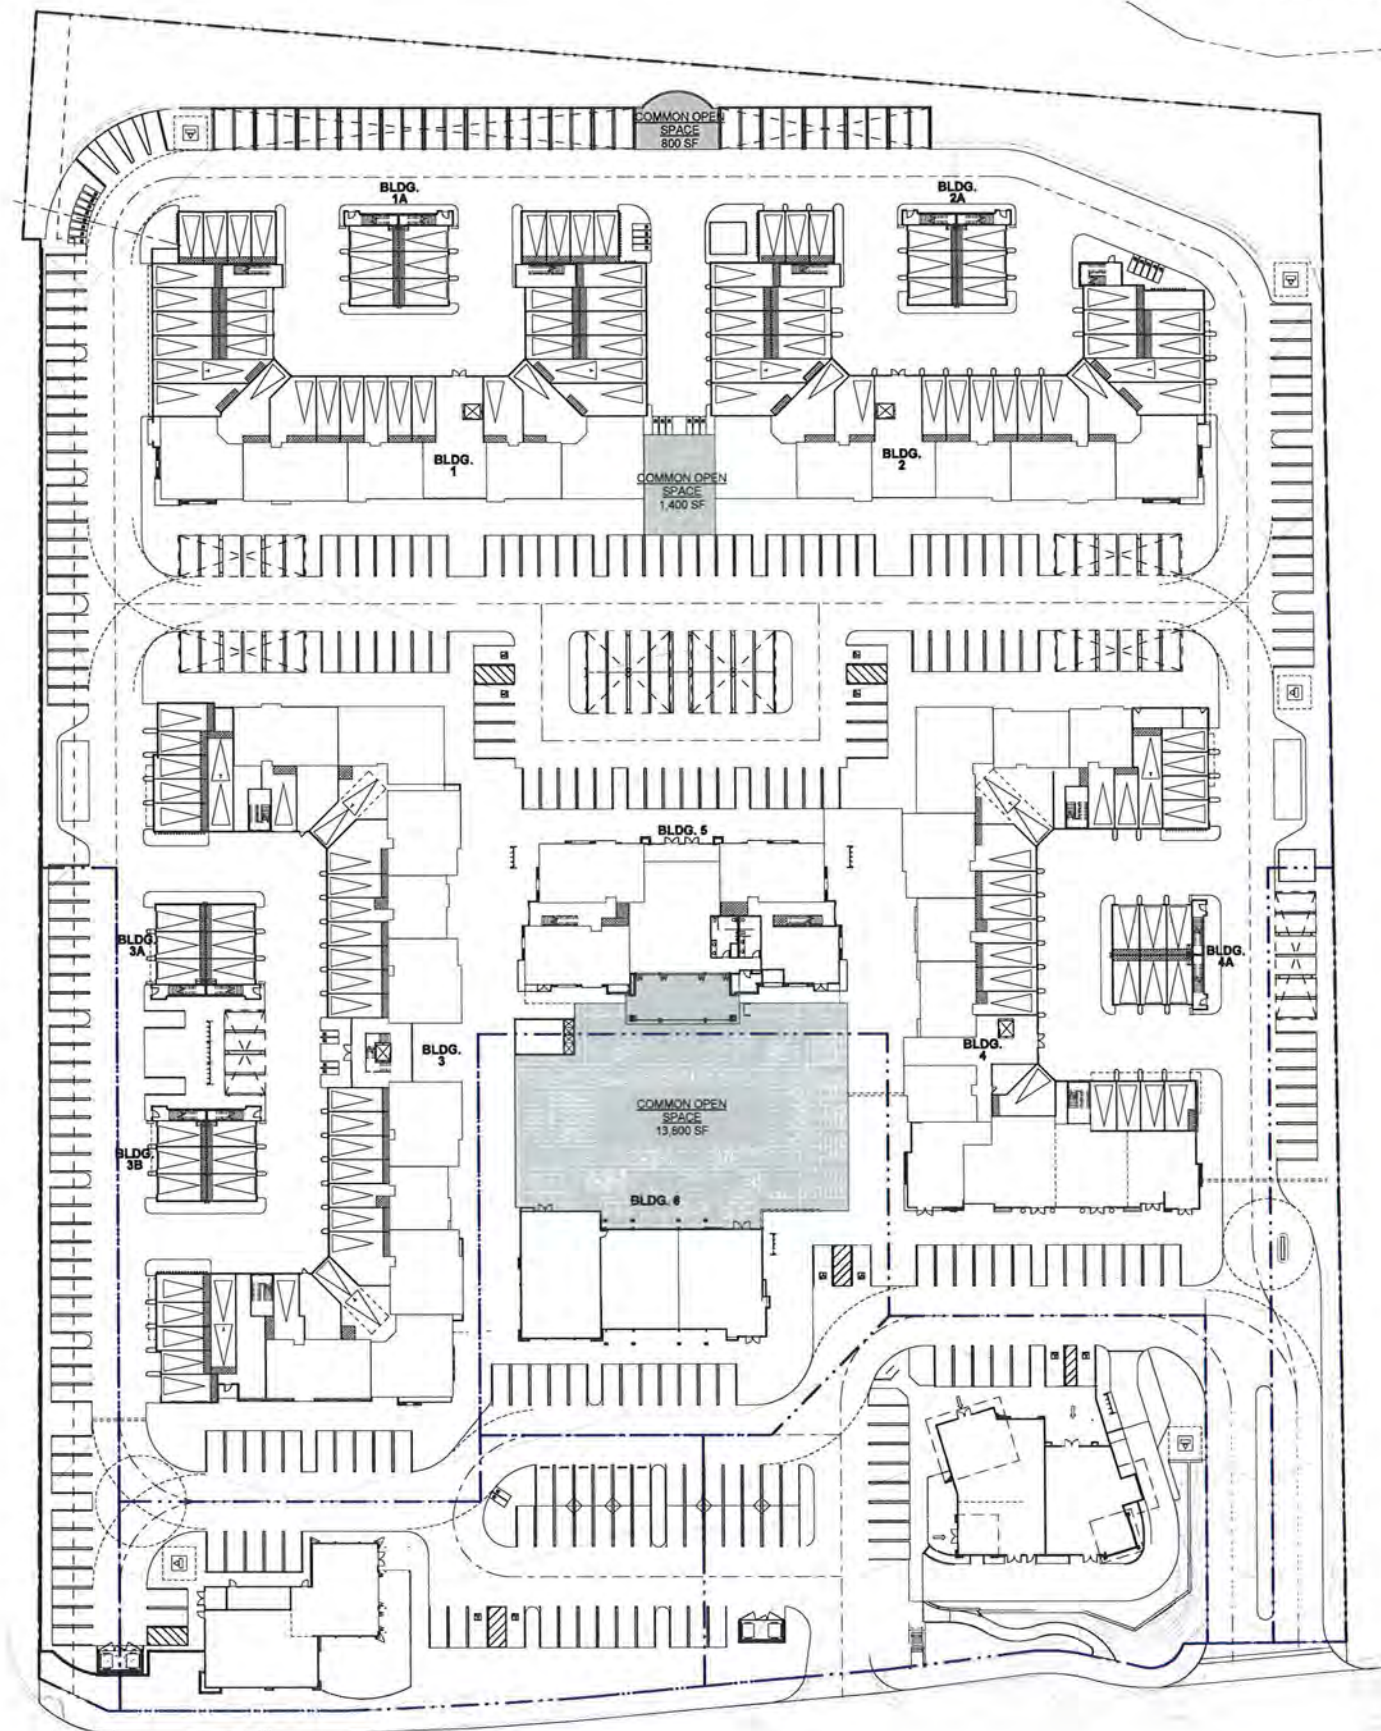 COMMON OPEN
SPACE
800 SF
BLDG.
1A
BLDG.
2A
BLDG.
1
BLDG.
2
COMMON OPEN
SPACE
1,400 SF
BLDG. 5
BLDG.
3A
BLDG.
4A
BLDG.
3
BLDG.
4
COMMON OPEN
SPACE
13,600 SF
BLDG.
3B
BLDG. 6